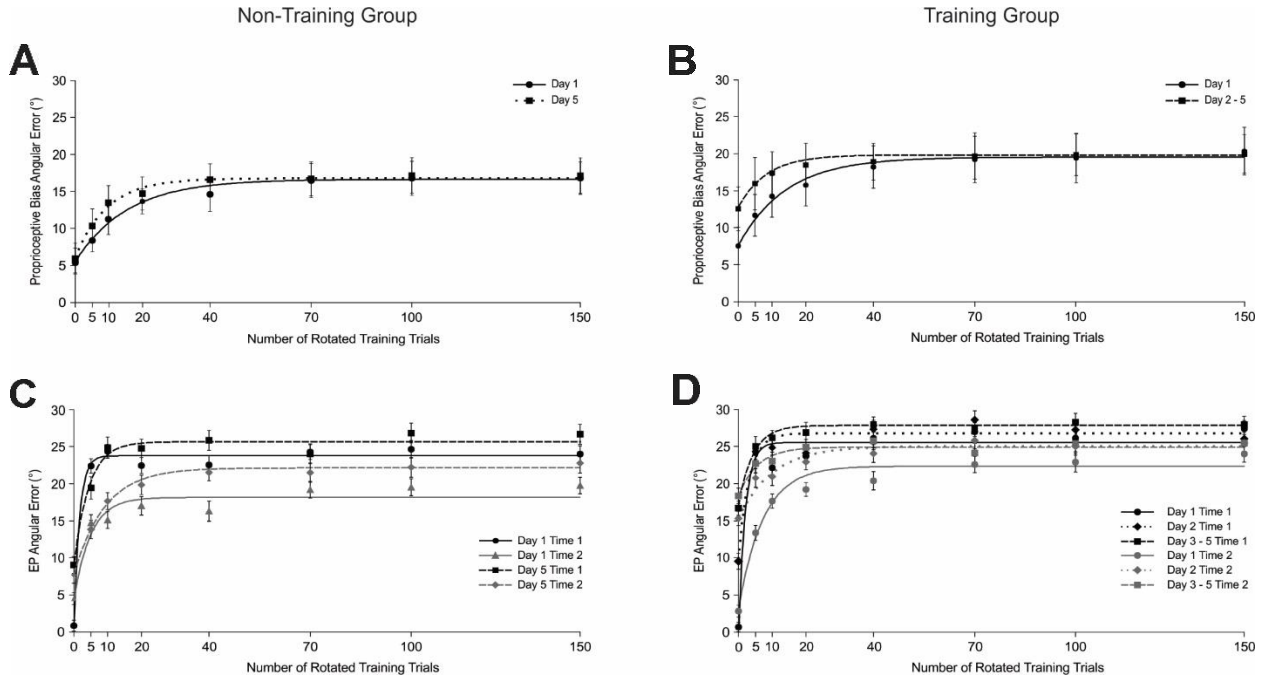 Non-Training Group
Training Group
A
Proprioceptive Bias Angular Error (°)
30
25
20
15
10
5
0
0 5 10 20 40 70 100 150
Number of Rotated Training Trials
Day 1
Day 5
B
Proprioceptive Bias Angular Error (°)
30
25
20
15
10
5
0
0 5 10 20 40 70 100 150
Number of Rotated Training Trials
Day 1
Day 2 - 5
C
EP Angular Error (°)
30
25
20
15
10
5
0
0 5 10 20 40 70 100 150
Number of Rotated Training Trials
Day 1 Time 1
Day 1 Time 2
Day 5 Time 1
Day 5 Time 2
D
EP Angular Error (°)
30
25
20
15
10
5
0
0 5 10 20 40 70 100 150
Number of Rotated Training Trials
Day 1 Time 1
Day 2 Time 1
Day 3 - 5 Time 1
Day 1 Time 2
Day 2 Time 2
Day 3 - 5 Time 2